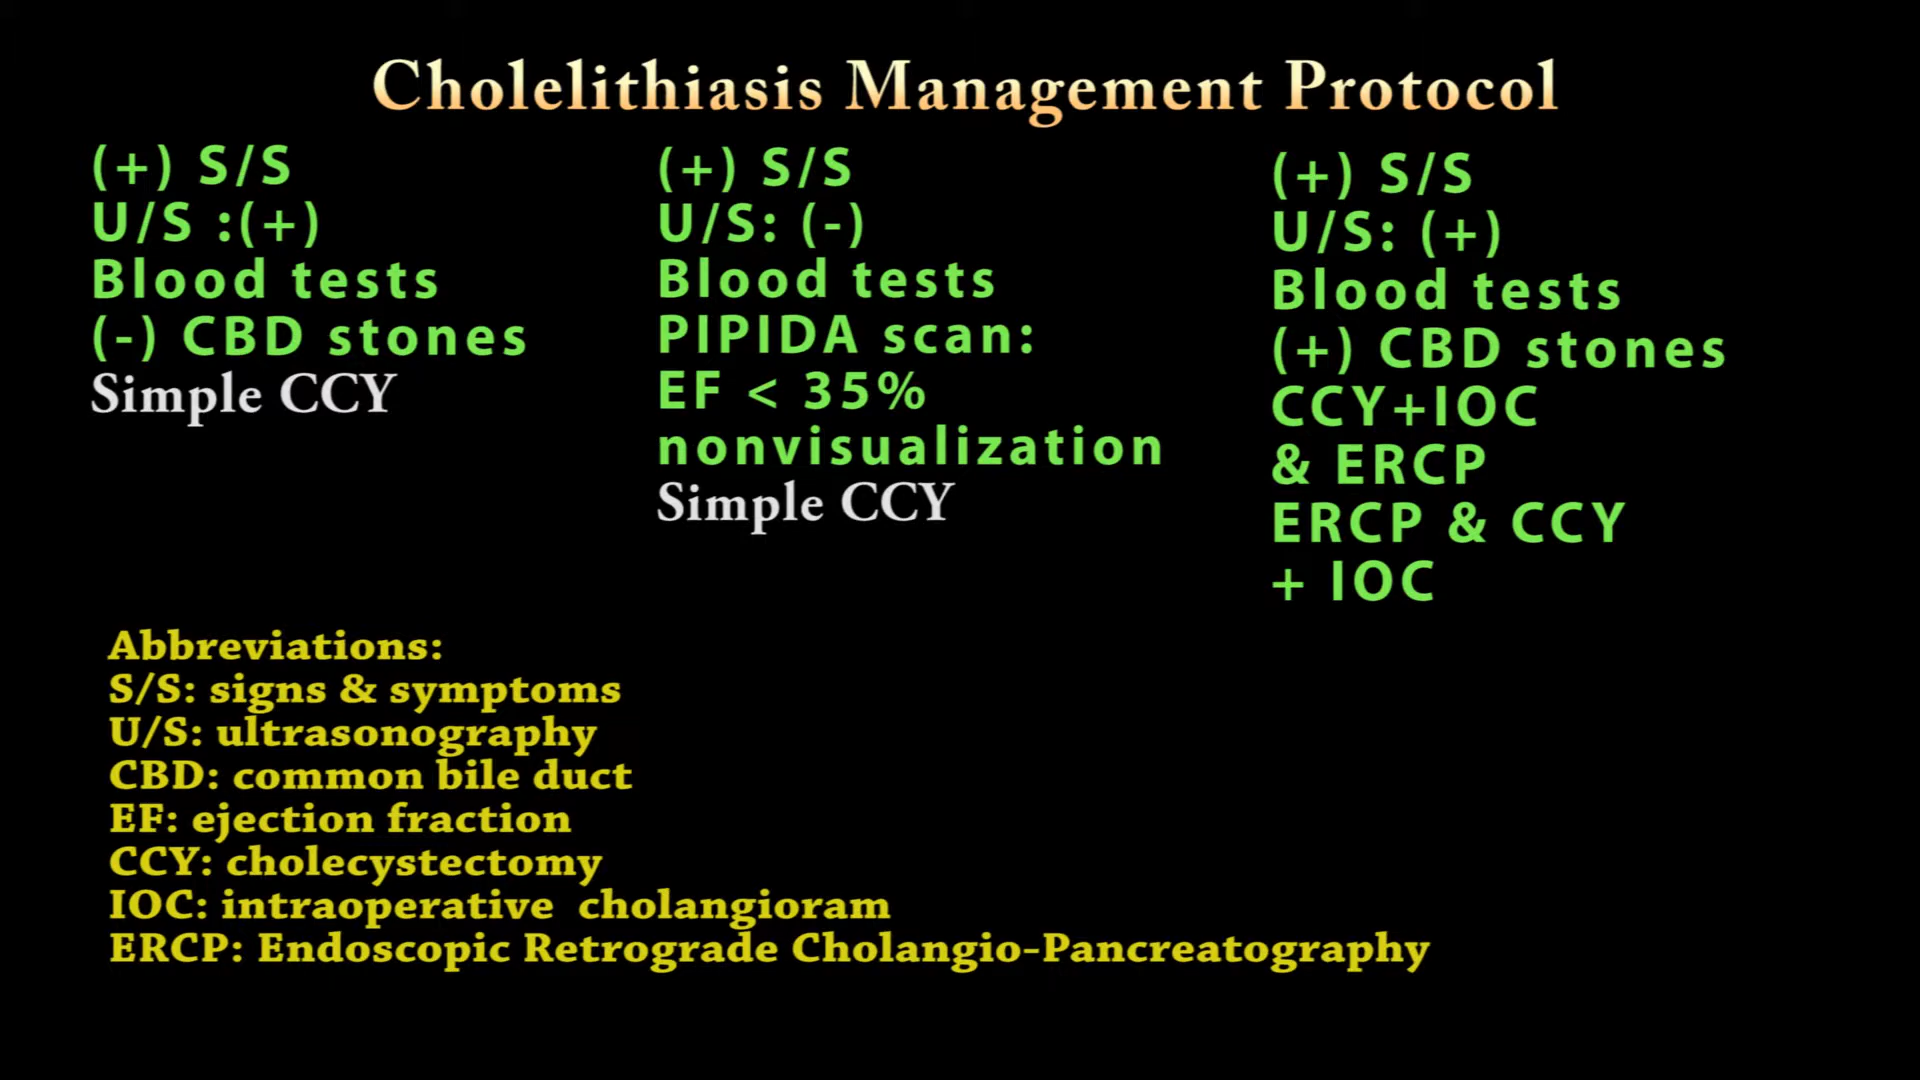 Cholelithiasis Management Protocol
(+) S/S
U/S :(+)
Blood tests
(-) CBD stones
Simple CCY
(+) S/S
U/S: (-)
Blood tests
PIPIDA scan:
EF < 35%
nonvisualization
Simple CCY
(+) S/S
U/S: (+)
Blood tests
(+) CBD stones
CCY+IOC
& ERCP
ERCP & CCY
+ IOC
Abbreviations:
S/S: signs & symptoms
U/S: ultrasonography
CBD: common bile duct
EF: ejection fraction
CCY: cholecystectomy
IOC: intraoperative cholangioram
ERCP: Endoscopic Retrograde Cholangio-Pancreatography